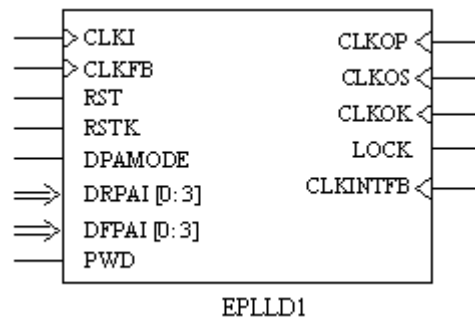 CLKI
CLKFB
RST
RSTK
DPAMODE
DRPAI [0:3]
DFPAI [0:3]
PWD
CLKOP
CLKOS
CLKOK
LOCK
CLKINTFB
EPLLD1